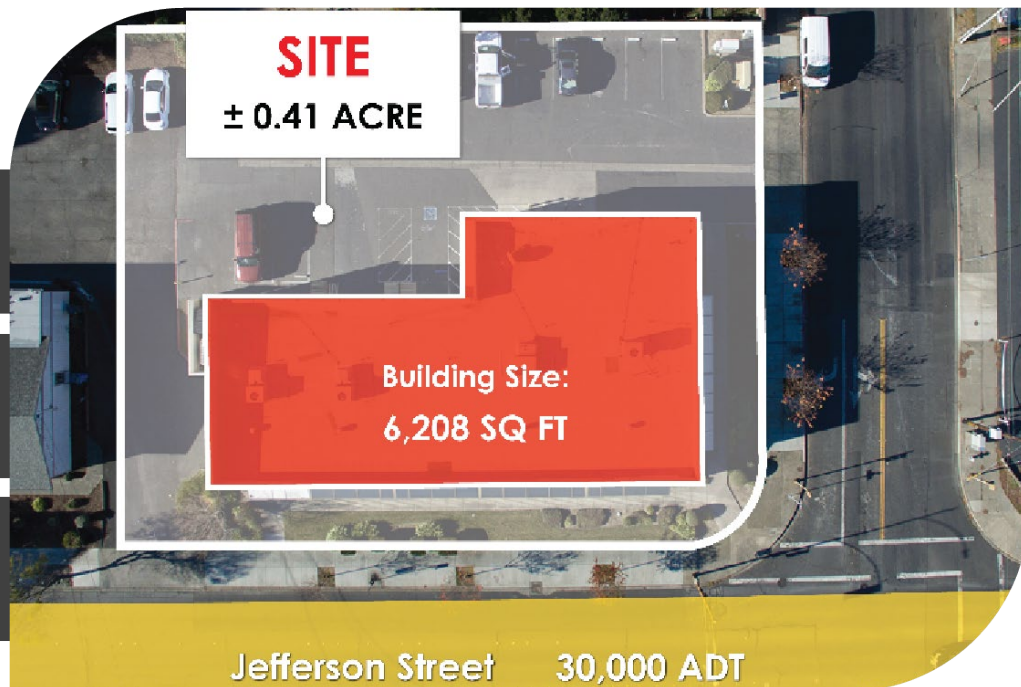 SITE
± 0.41 ACRE
Building Size:
6,208 SQ FT
Jefferson Street 30,000 ADT